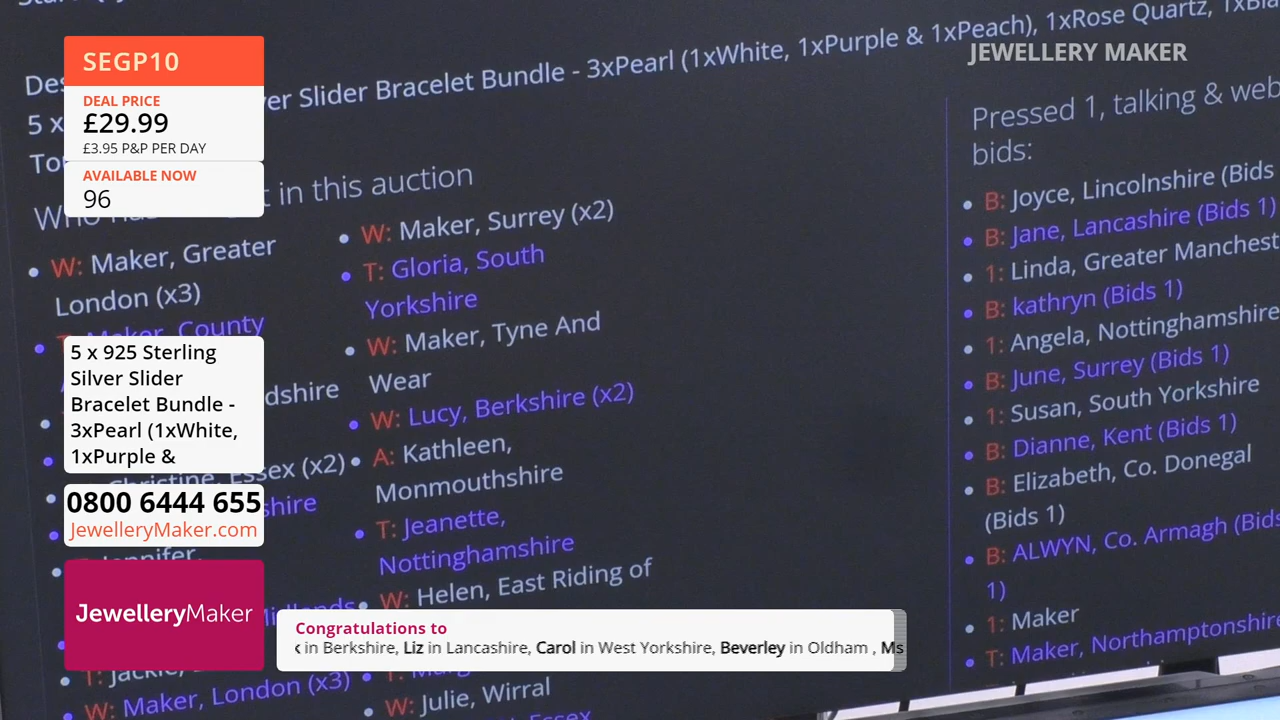 SEGP10
DEAL PRICE
£29.99
£3.95 P&P PER DAY
AVAILABLE NOW
96
5 x 925 Sterling
Silver Slider
Bracelet Bundle -
3xPearl (1xWhite,
1xPurple &
0800 6444 655
JewelleryMaker.com
JewelleryMaker
JEWELLERY MAKER
Slider Bracelet Bundle - 3xPearl (1xWhite, 1xPurple & 1xPeach), 1xRose Quartz,
5 x
in this auction
W: Maker, Greater
London (x3)
Maker, County
Christine, Essex (x2)
Jennifer,
W: Maker, London (x3)
W: Maker, Surrey (x2)
T: Gloria, South
Yorkshire
W: Maker, Tyne And
Wear
W: Lucy, Berkshire (x2)
A: Kathleen,
Monmouthshire
T: Jeanette,
Nottinghamshire
W: Helen, East Riding of
W: Julie, Wirral
Essex
Pressed 1, talking & web
bids:
B: Joyce, Lincolnshire (Bids
B: Jane, Lancashire (Bids 1)
1: Linda, Greater
B: kathryn (Bids 1)
1: Angela, Nottinghamshire
B: June, Surrey (Bids 1)
1: Susan, South Yorkshire
B: Dianne, Kent (Bids 1)
B: Elizabeth, Co. Donegal
(Bids 1)
B: ALWYN, Co. Armagh (Bids
1)
1: Maker
T: Maker, Northamptonshire
Congratulations to
in Berkshire, Liz in Lancashire, Carol in West Yorkshire, Beverley in Oldham , Ms